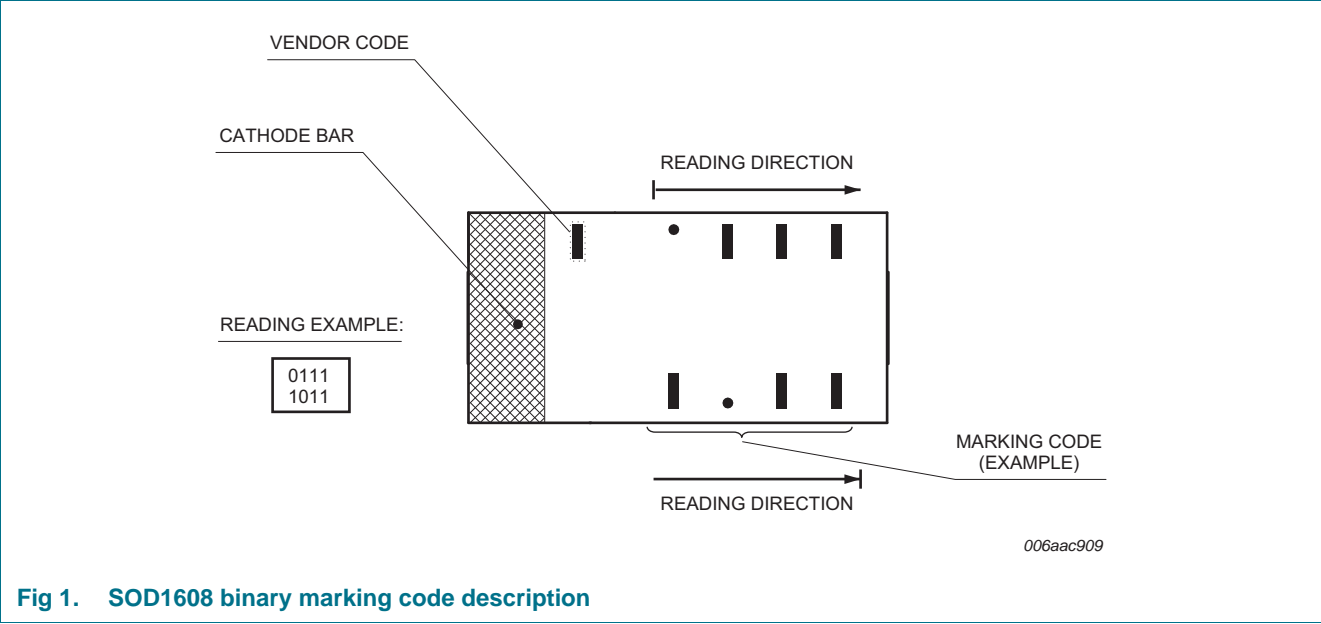 VENDOR CODE
CATHODE BAR
READING DIRECTION
READING EXAMPLE:
0111
1011
MARKING CODE
(EXAMPLE)
READING DIRECTION
006aac909
Fig 1. SOD1608 binary marking code description